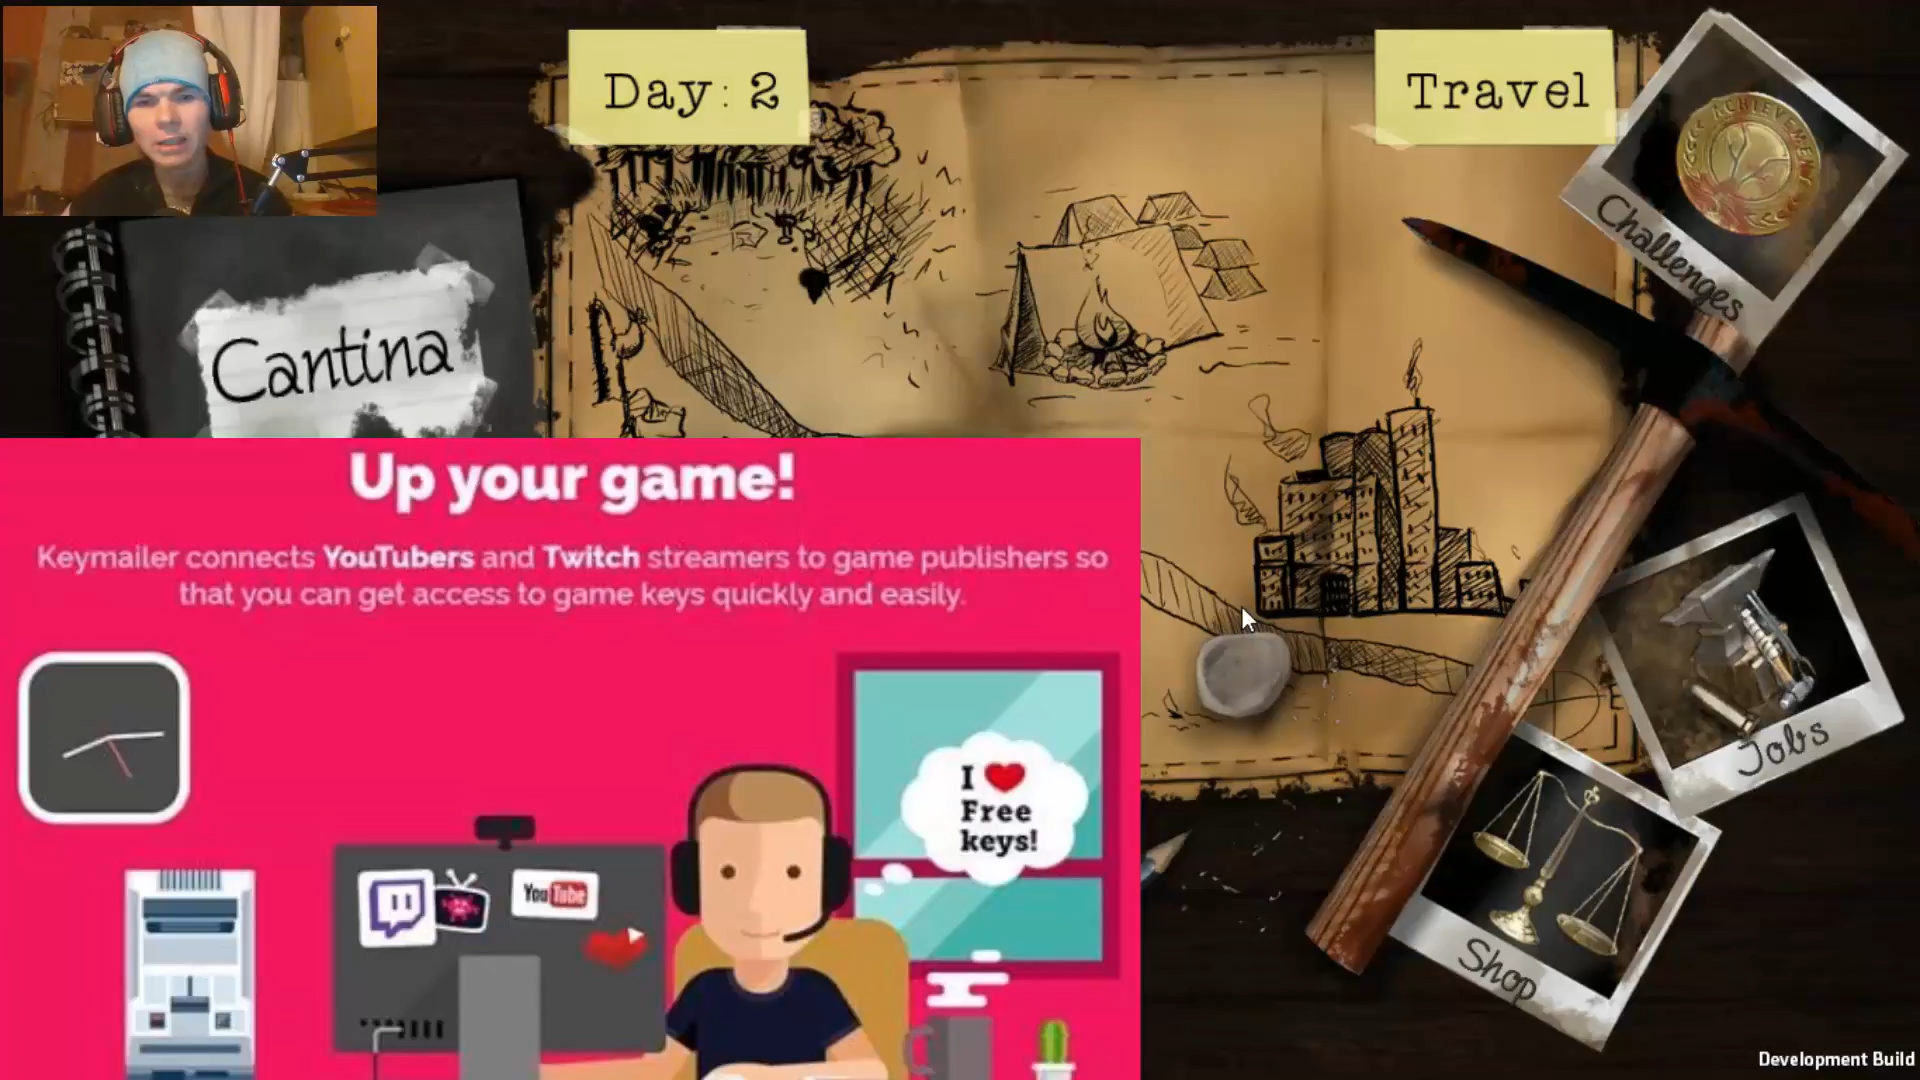 Day: 2
Travel
ACHIEVEMENT
Challenges
Cantina
Up your game!
Keymailer connects YouTubers and Twitch streamers to game publishers so
that you can get access to game keys quickly and easily.
I ❤
Free
keys!
YouTube
Jobs
Shop
Development Build